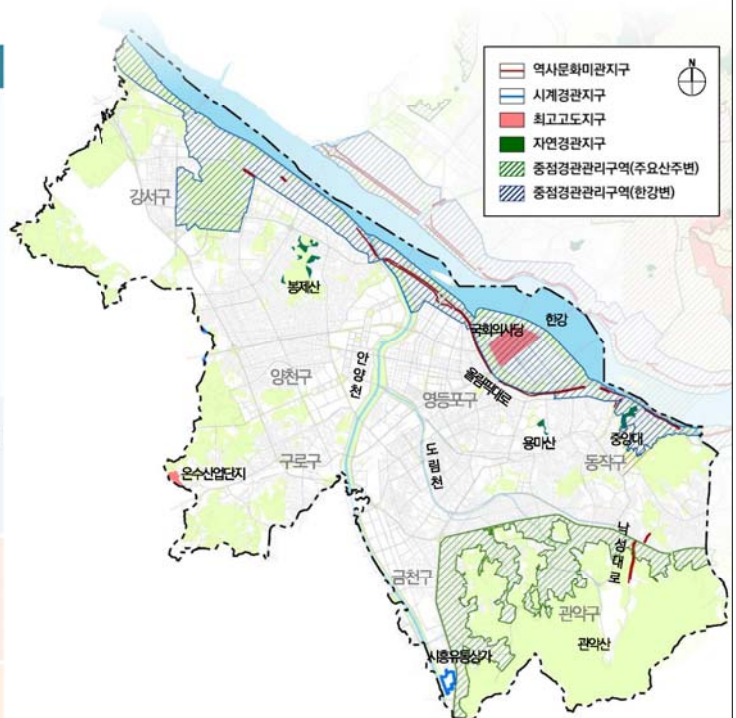 역사문화미관지구
시계경관지구
최고고도지구
자연경관지구
중점경관관리구역(주요산주변)
중점경관관리구역(한강변)
N
강서구
봉제산
국회의사당
한강
안양천
양천구
영등포구
올림픽대로
용마산
중앙대
동작구
온수산업단지
구로구
도림천
낙성대로
금천구
관악구
관악산
시흥유통상가